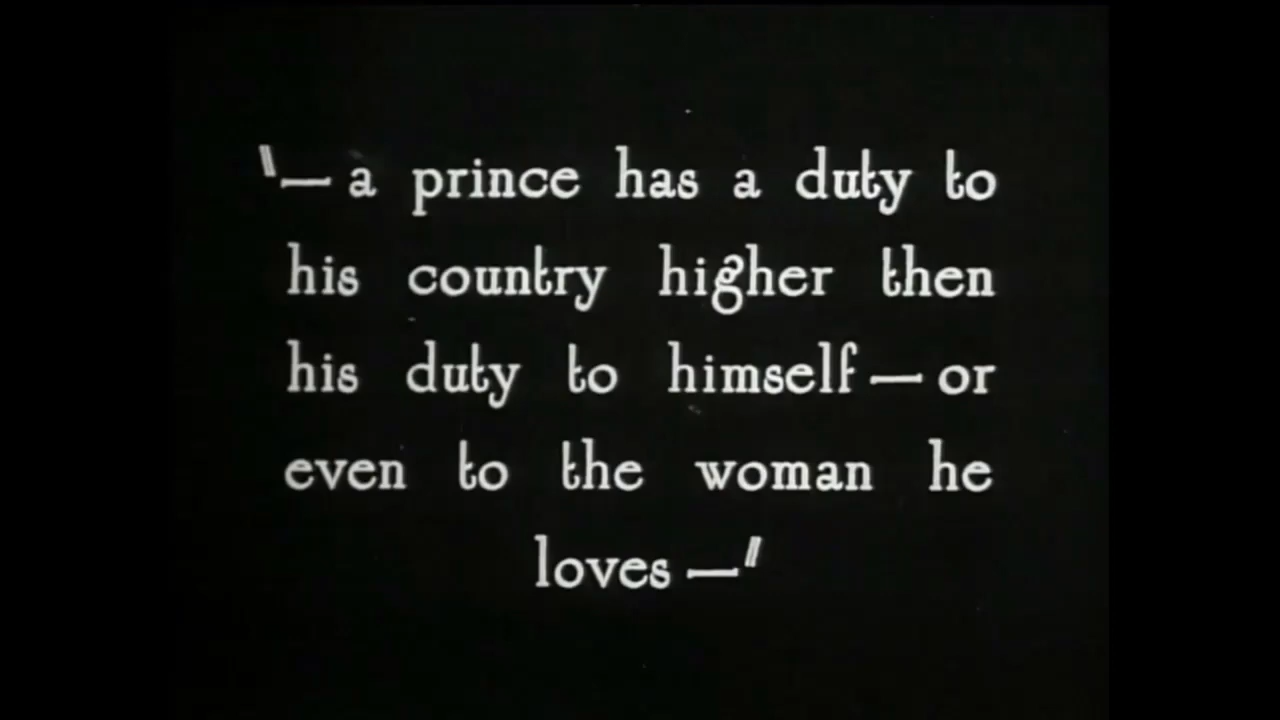 "— a prince has a duty to
his country higher then
his duty to himself — or
even to the woman he
loves —"